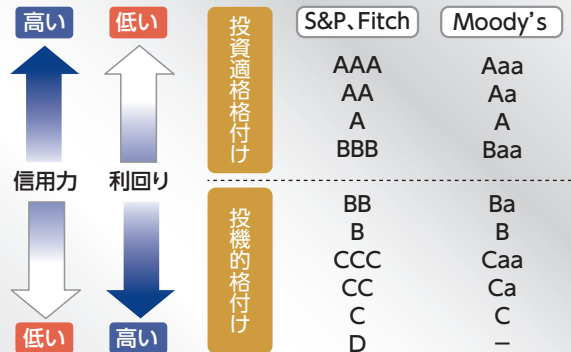 高い 低い
信用力 利回り
低い 高い
投資適格格付け
投機的格付け
S&P、Fitch Moody's
AAA Aaa
AA Aa
A A
BBB Baa
BB Ba
B B
CCC Caa
CC Ca
C C
D –